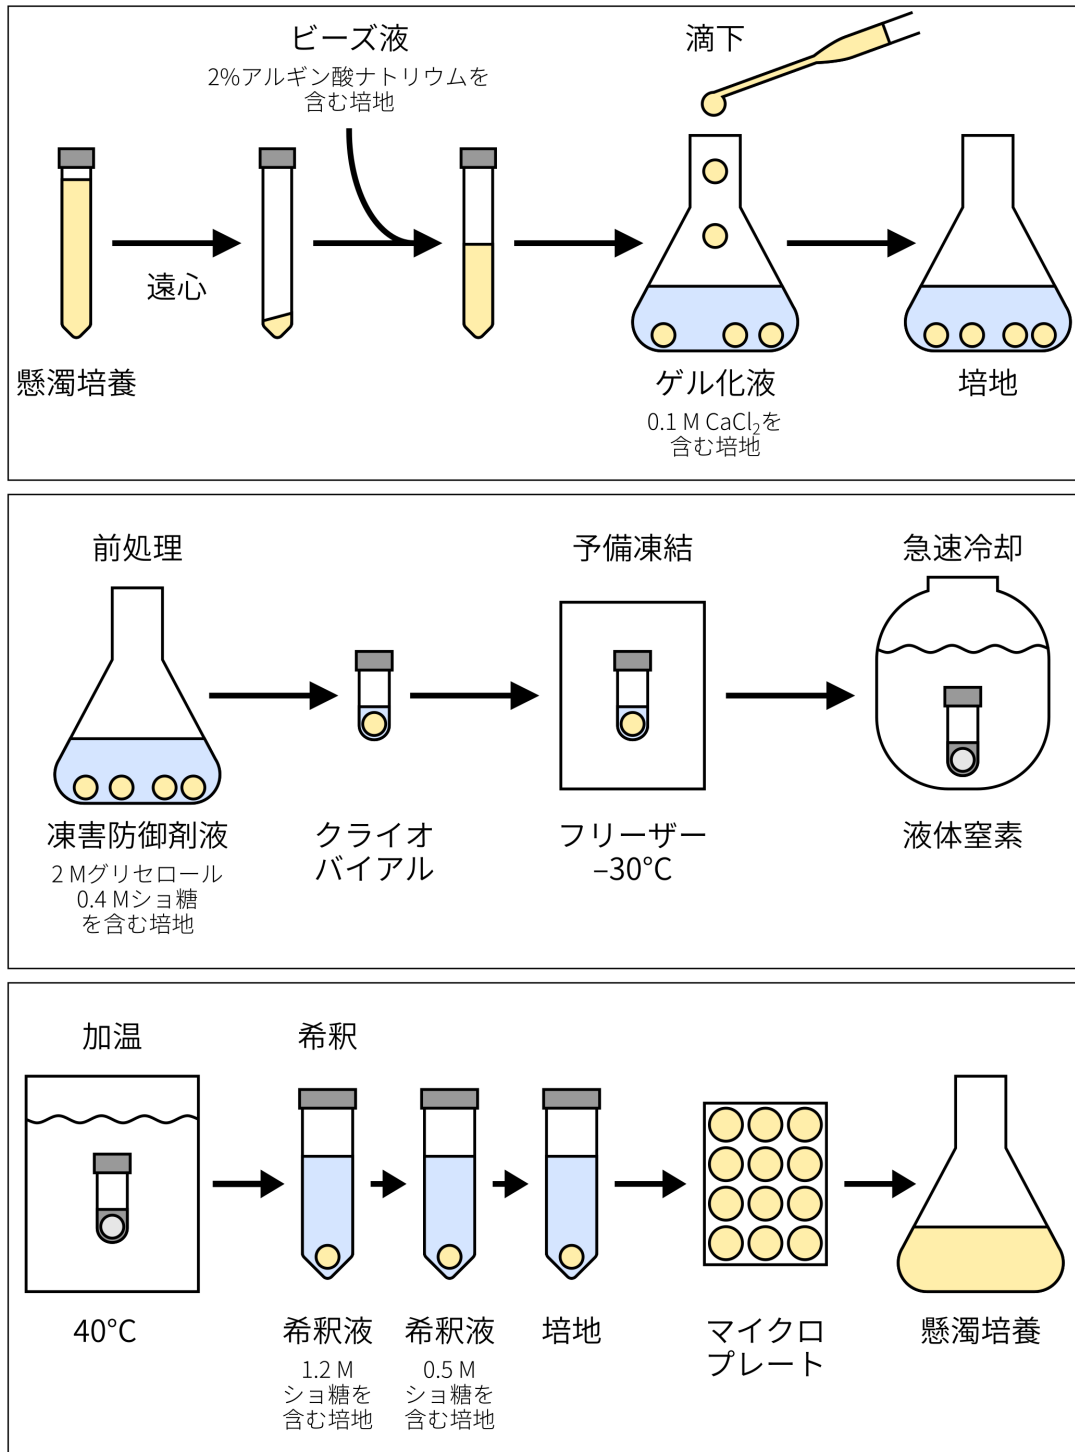 ビーズ液
2%アルギン酸ナトリウムを
含む培地
滴下
遠心
懸濁培養
ゲル化液
0.1 M CaCl₂を
含む培地
培地
前処理
予備凍結
急速冷却
凍害防御剤液
2 Mグリセロール
0.4 Mショ糖
を含む培地
クライオ
バイアル
フリーザー
–30°C
液体窒素
加温
希釈
40°C
希釈液
1.2 M
ショ糖を
含む培地
希釈液
0.5 M
ショ糖を
含む培地
培地
マイクロ
プレート
懸濁培養